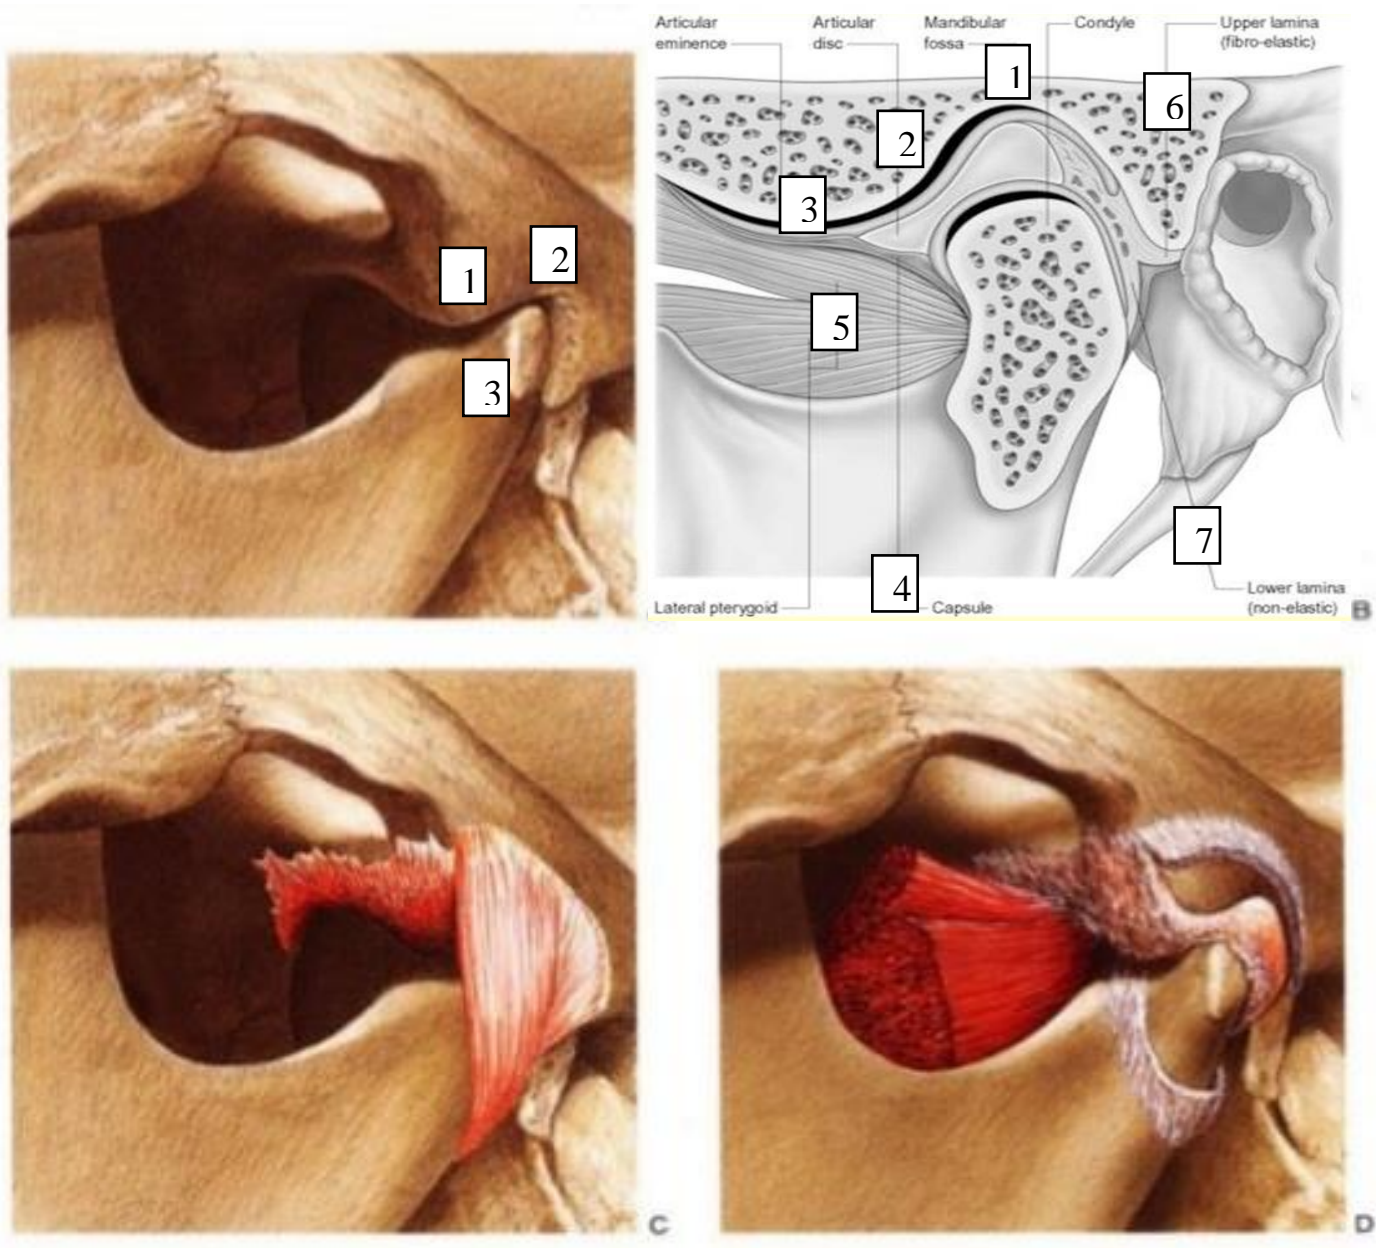 Articular
eminence
Articular
disc
Mandibular
fossa
Condyle
Upper lamina
(fibro-elastic)
1
6
2
3
1
2
5
3
7
4
Lateral pterygoid
Capsule
Lower lamina
(non-elastic)
B
C
D